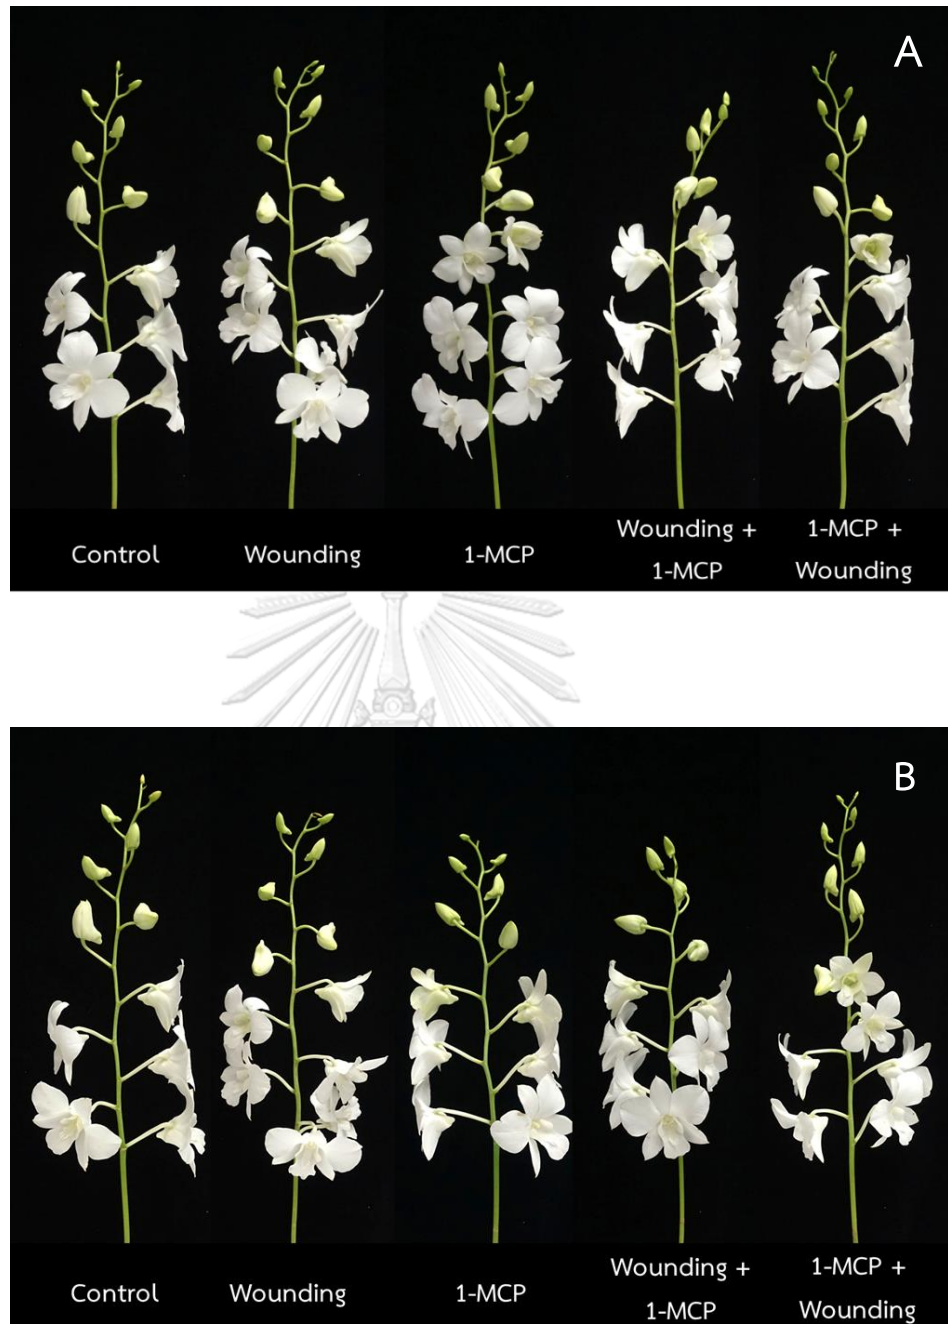 A
Control
Wounding
1-MCP
Wounding +
1-MCP
1-MCP +
Wounding
B
Control
Wounding
1-MCP
Wounding +
1-MCP
1-MCP +
Wounding